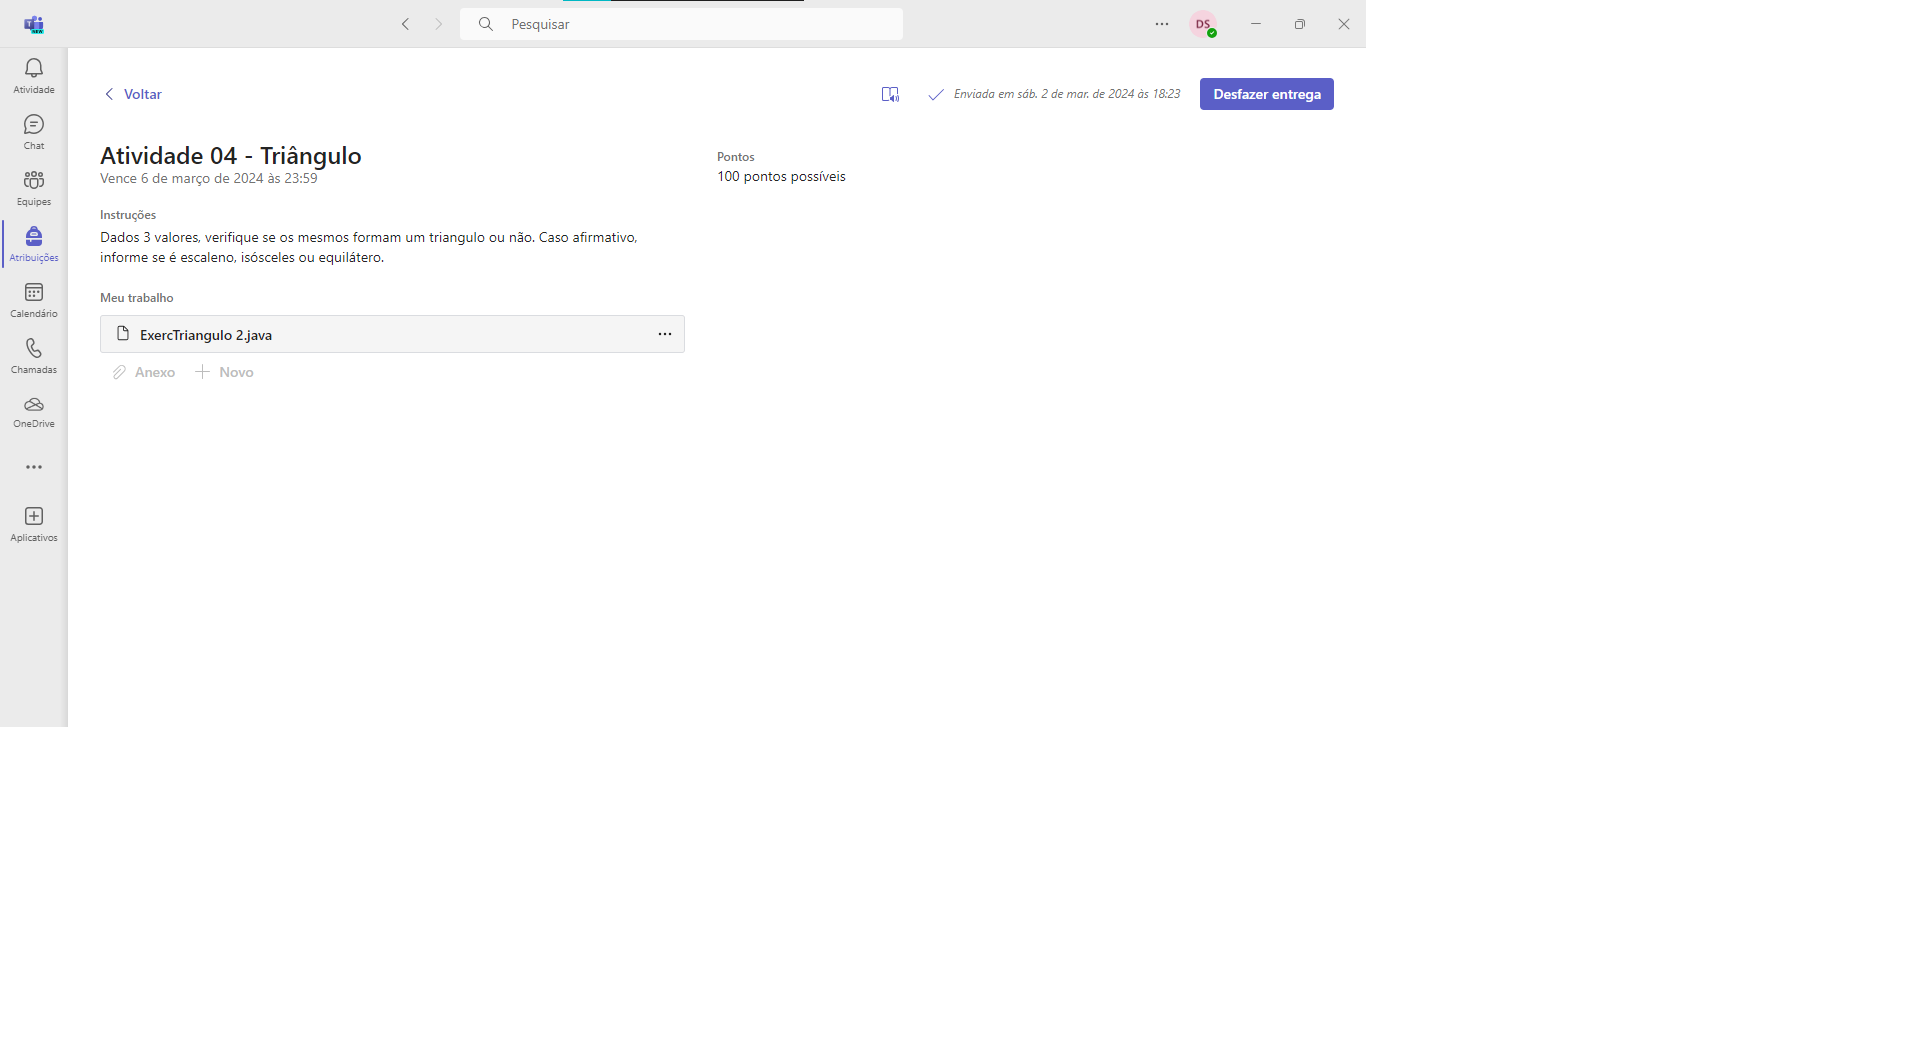 Pesquisar
DS
Atividade
Chat
Equipes
Atribuições
Calendário
Chamadas
OneDrive
Aplicativos
Voltar
Enviada em sáb. 2 de mar. de 2024 às 18:23
Desfazer entrega
Atividade 04 - Triângulo
Vence 6 de março de 2024 às 23:59
Pontos
100 pontos possíveis
Instruções
Dados 3 valores, verifique se os mesmos formam um triangulo ou não. Caso afirmativo,
informe se é escaleno, isósceles ou equilátero.
Meu trabalho
ExercTriangulo 2.java
Anexo
Novo